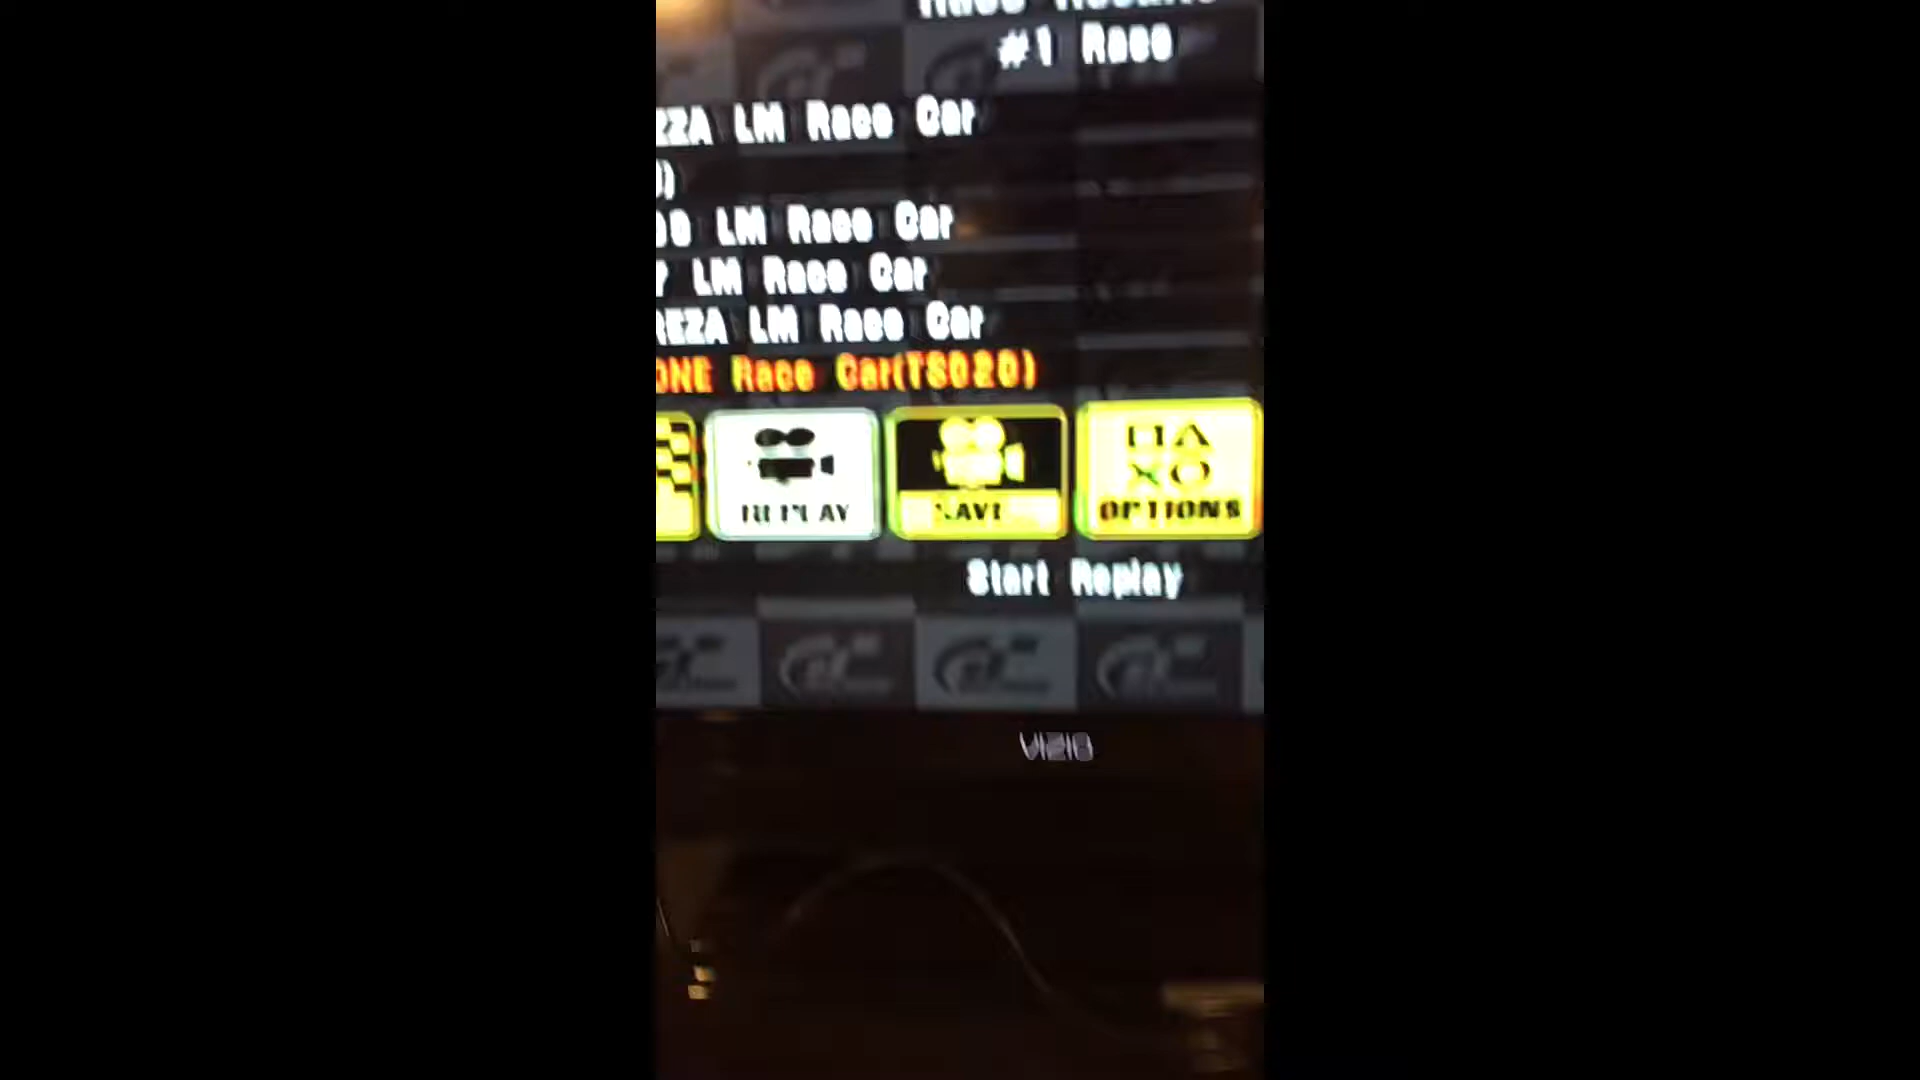 #1 Race
ZZA LM Race Car
LM Race Car
LM Race Car
REZA LM Race Car
ONE Race Car(TS020)
REPLAY
SAVE
OPTIONS
Start Replay
VIZIO